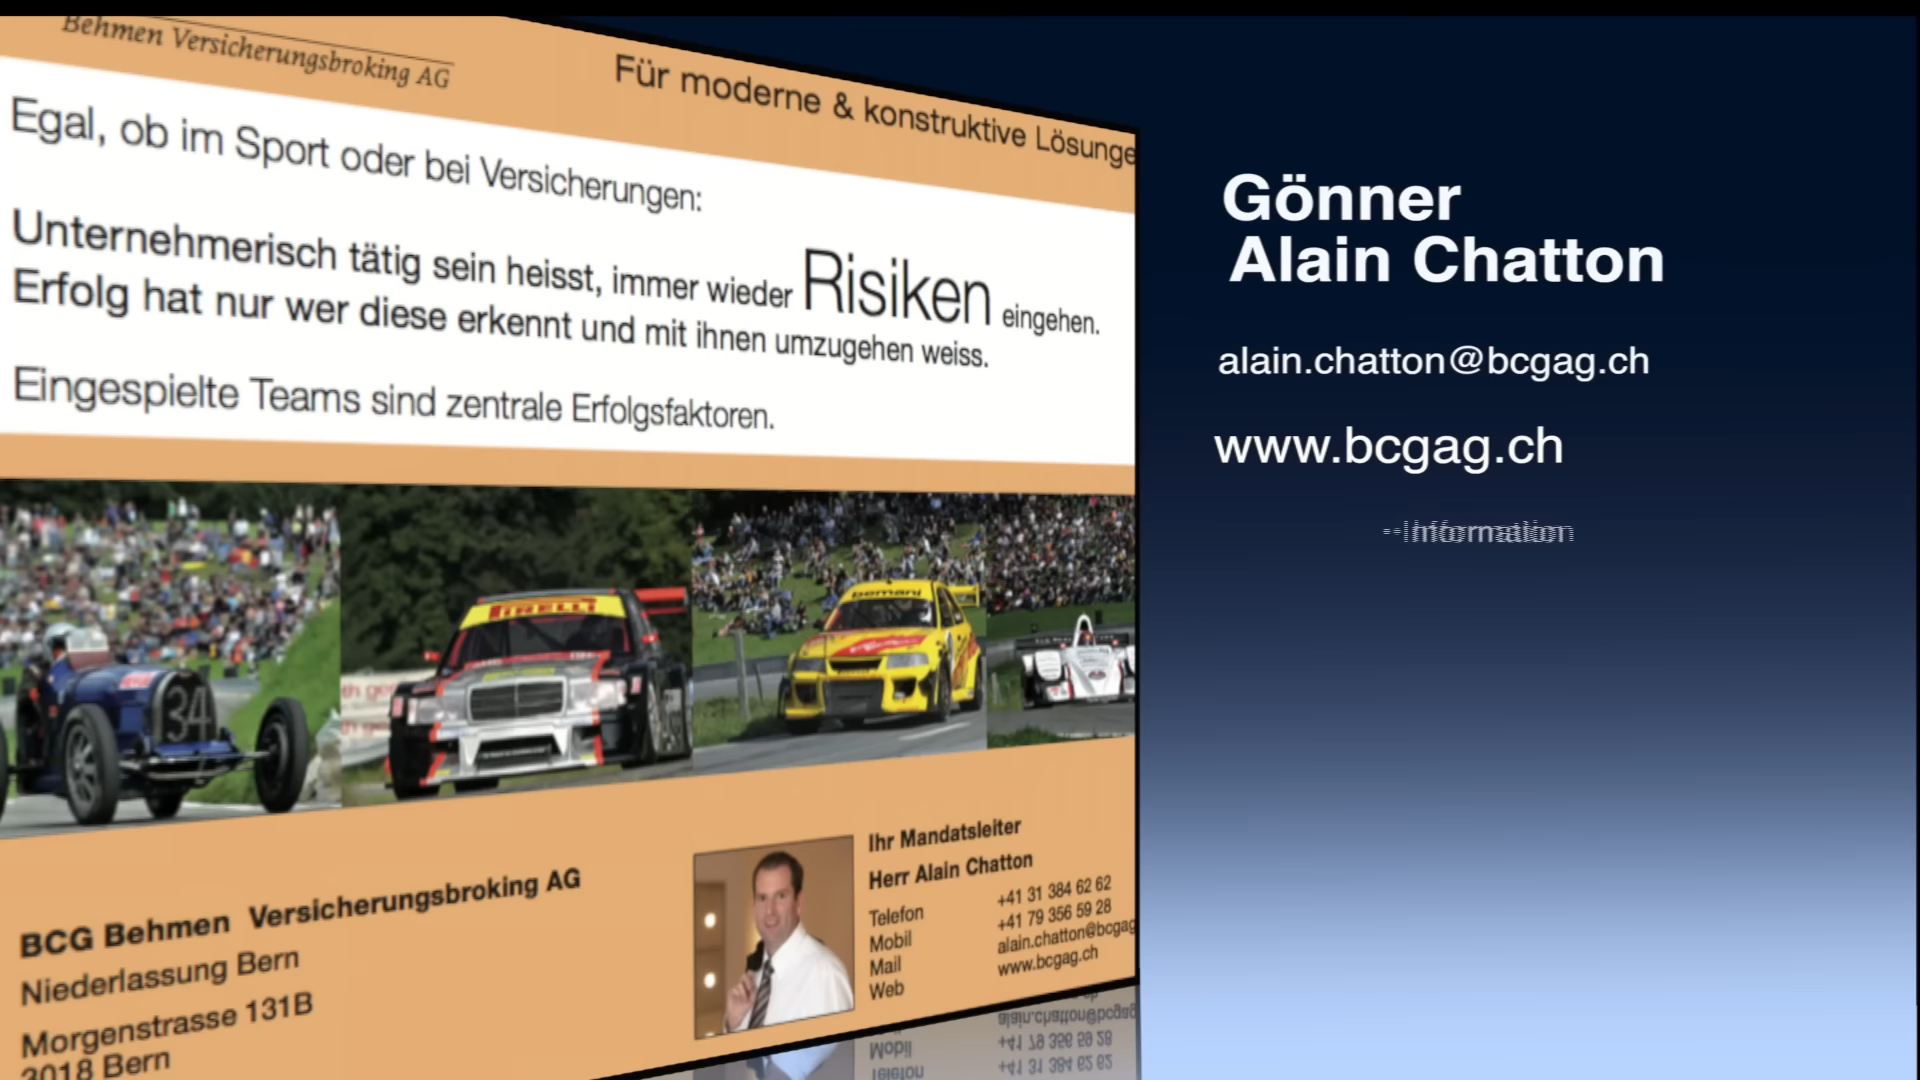 Behmen Versicherungsbroking AG
Für moderne & konstruktive Lösunge
Egal, ob im Sport oder bei Versicherungen:
Unternehmerisch tätig sein heisst, immer wieder Risiken eingehen.
Erfolg hat nur wer diese erkennt und mit ihnen umzugehen weiss.
Eingespielte Teams sind zentrale Erfolgsfaktoren.
34
PIRELLI
bemani
BCG Behmen Versicherungsbroking AG
Niederlassung Bern
Morgenstrasse 131B
3018 Bern
Ihr Mandatsleiter
Herr Alain Chatton
Telefon +41 31 384 62 62
Mobil +41 79 356 59 28
Mail alain.chatton@bcgag
Web www.bcgag.ch
Gönner
Alain Chatton
alain.chatton@bcgag.ch
www.bcgag.ch
Information